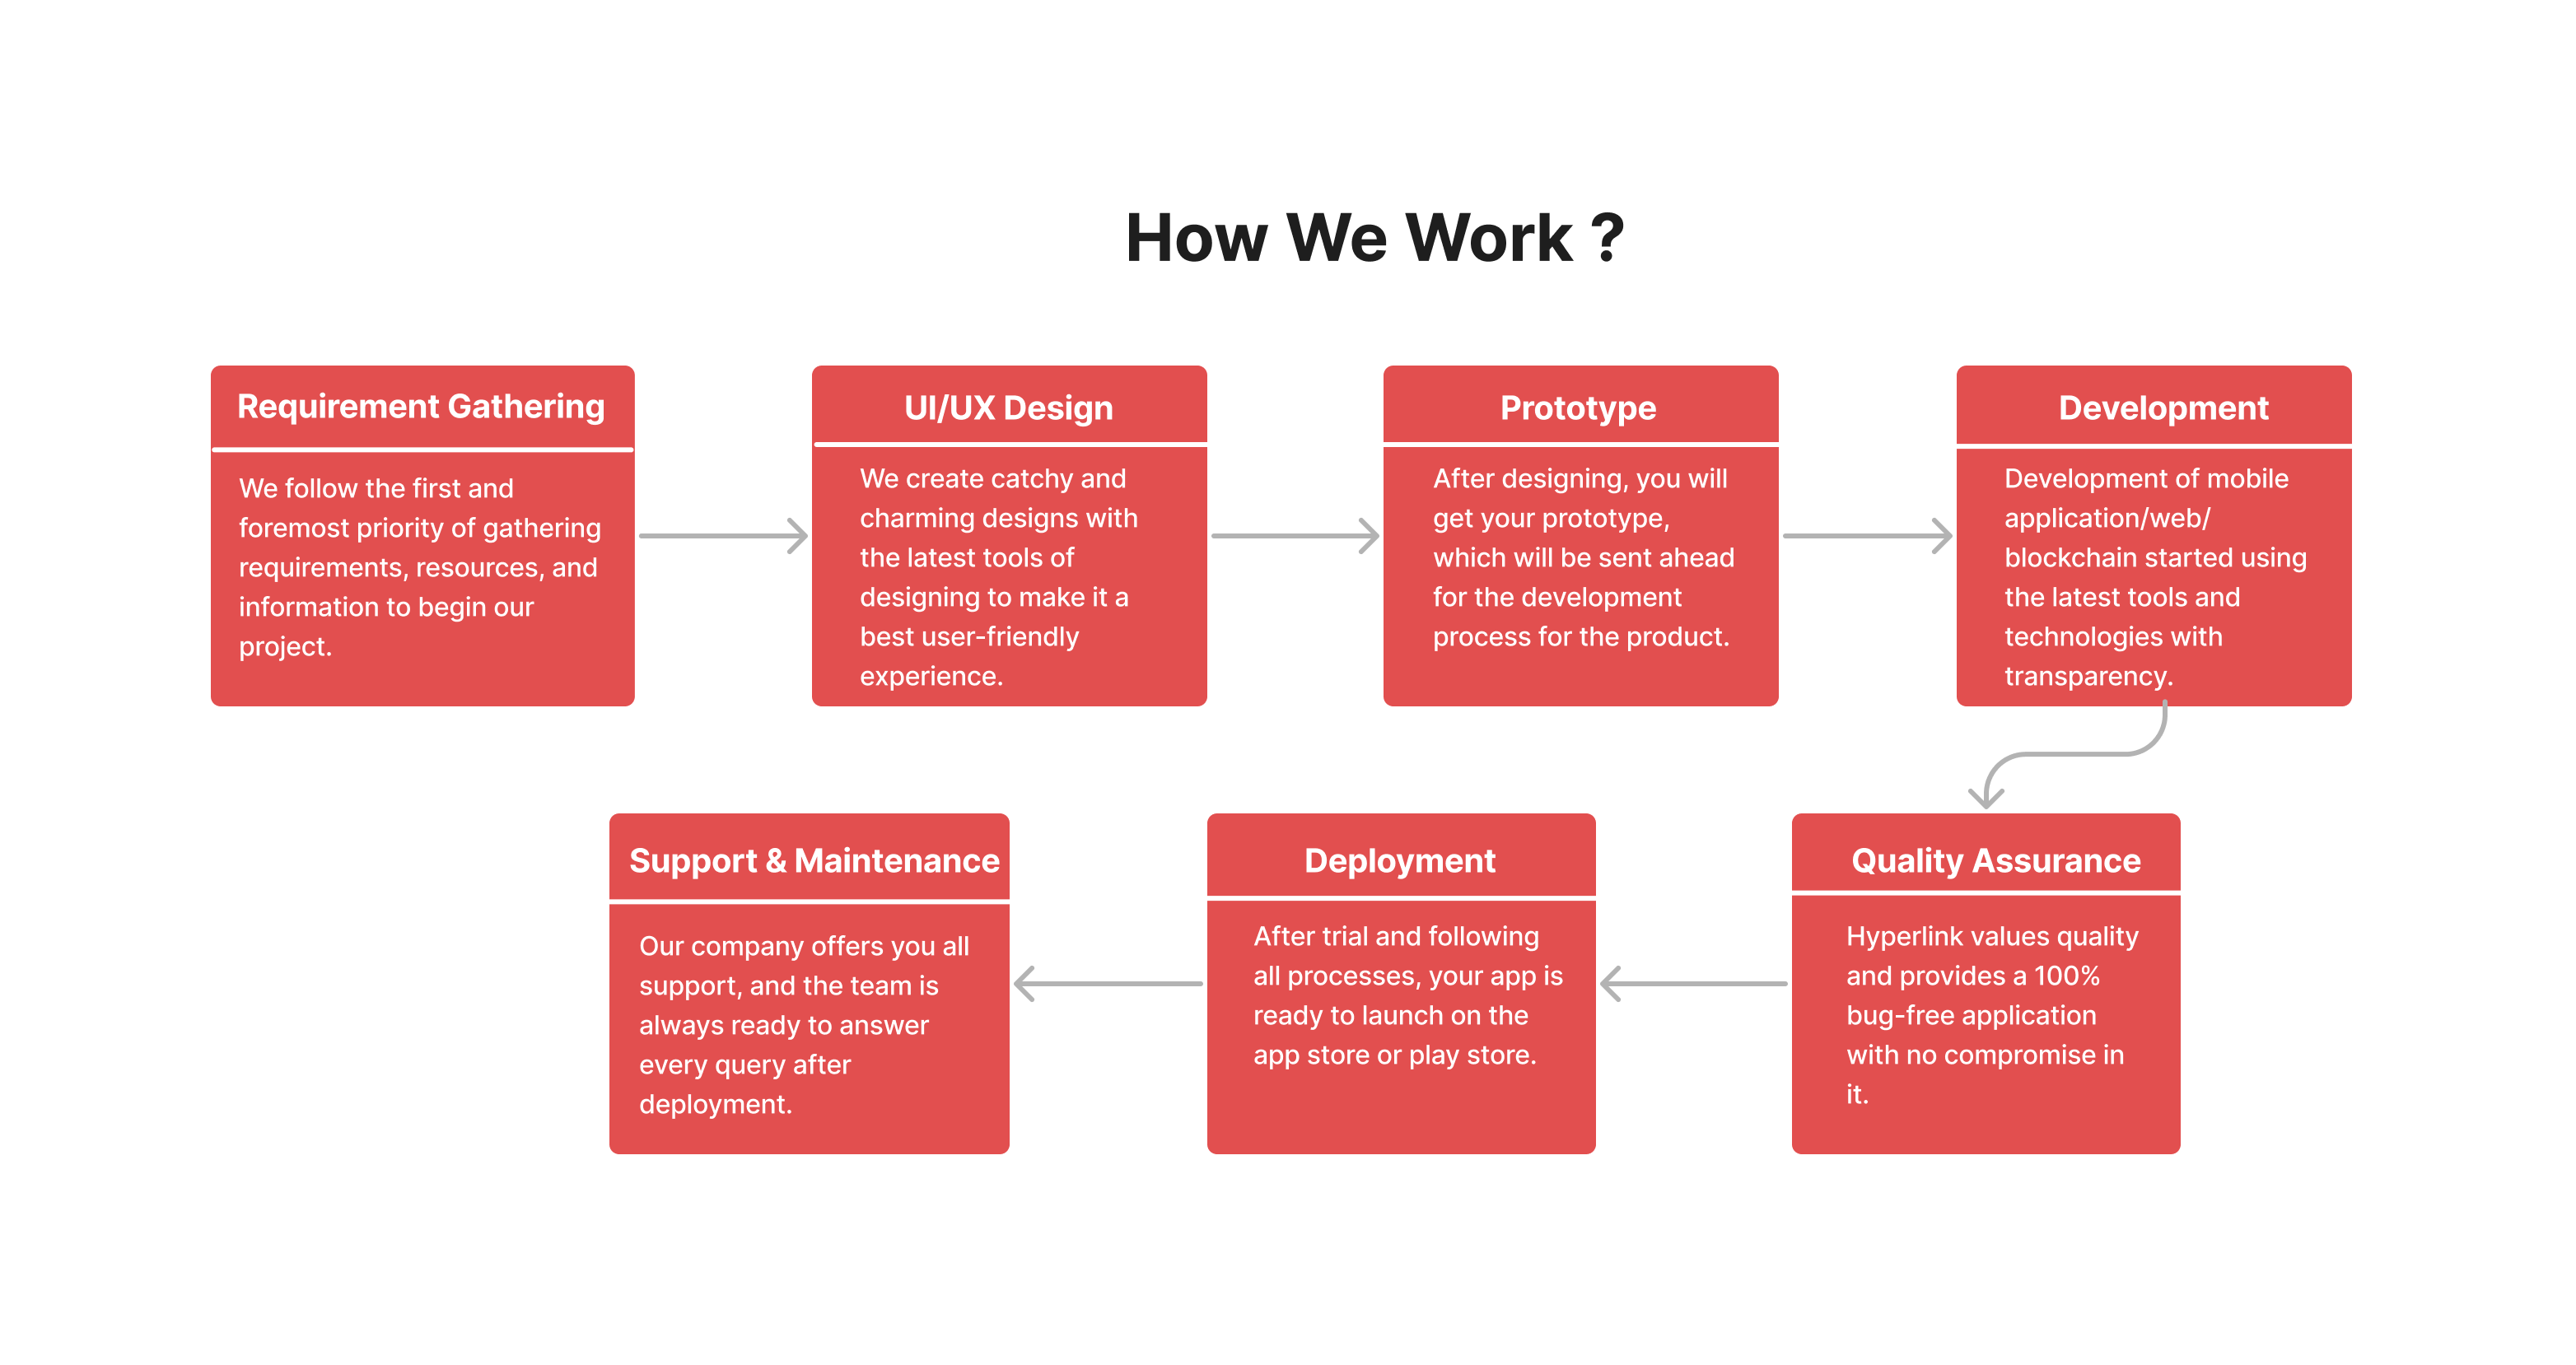 How We Work ?
Requirement Gathering
We follow the first and
foremost priority of gathering
requirements, resources, and
information to begin our
project.
UI/UX Design
We create catchy and
charming designs with
the latest tools of
designing to make it a
best user-friendly
experience.
Prototype
After designing, you will
get your prototype,
which will be sent ahead
for the development
process for the product.
Development
Development of mobile
application/web/
blockchain started using
the latest tools and
technologies with
transparency.
Quality Assurance
Hyperlink values quality
and provides a 100%
bug-free application
with no compromise in
it.
Deployment
After trial and following
all processes, your app is
ready to launch on the
app store or play store.
Support & Maintenance
Our company offers you all
support, and the team is
always ready to answer
every query after
deployment.